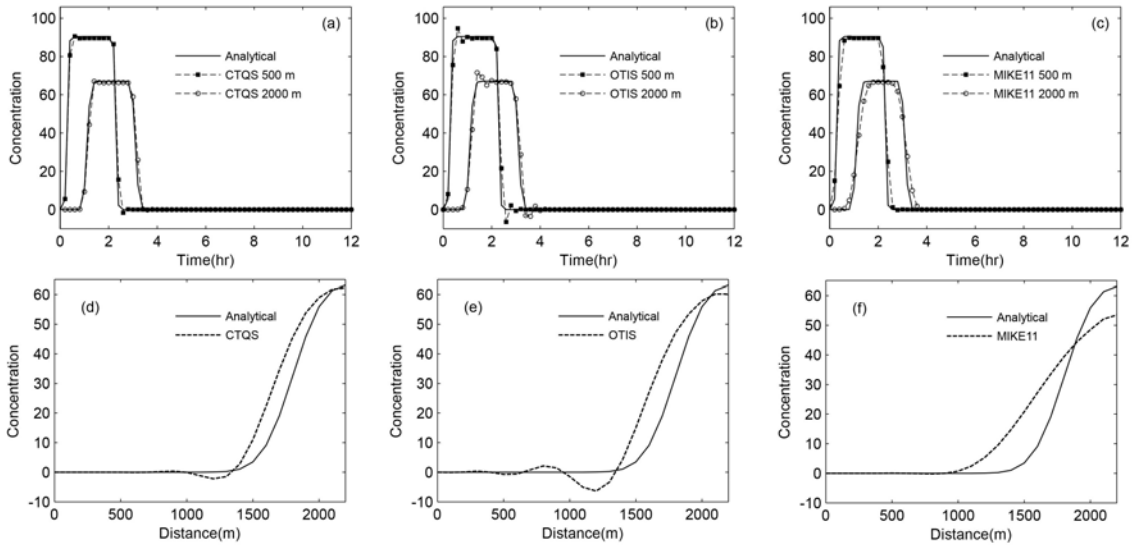 (a)
100
80
60
40
20
0
Concentration
Analytical
CTQS 500 m
CTQS 2000 m
0 2 4 6 8 10 12
Time(hr)
(b)
100
80
60
40
20
0
Concentration
Analytical
OTIS 500 m
OTIS 2000 m
0 2 4 6 8 10 12
Time(hr)
(c)
100
80
60
40
20
0
Concentration
Analytical
MIKE11 500 m
MIKE11 2000 m
0 2 4 6 8 10 12
Time(hr)
(d)
60
50
40
30
20
10
0
-10
Concentration
Analytical
CTQS
0 500 1000 1500 2000
Distance(m)
(e)
60
50
40
30
20
10
0
-10
Concentration
Analytical
OTIS
0 500 1000 1500 2000
Distance(m)
(f)
60
50
40
30
20
10
0
-10
Concentration
Analytical
MIKE11
0 500 1000 1500 2000
Distance(m)